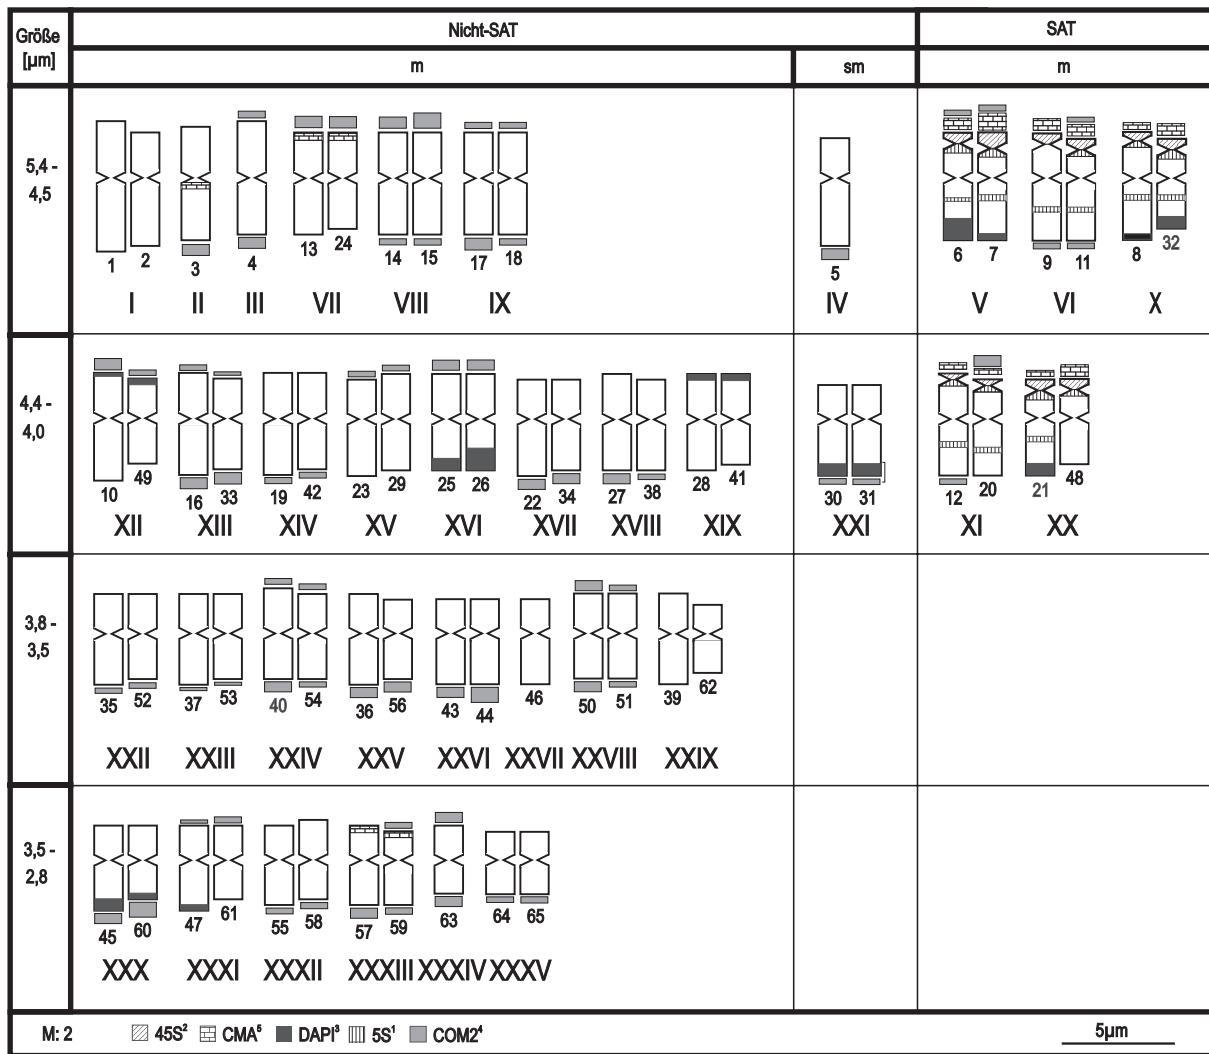 Größe [µm]
Nicht-SAT
SAT
m
sm
m
5,4 - 4,5
1 2 3 4 13 24 14 15 17 18 5 6 7 9 11 8 32
I II III VII VIII IX IV V VI X
4,4 - 4,0
10 49 16 33 19 42 23 29 25 26 22 34 27 38 28 41 30 31 12 20 21 48
XII XIII XIV XV XVI XVII XVIII XIX XXI XI XX
3,8 - 3,5
35 52 37 53 40 54 36 56 43 44 46 50 51 39 62
XXII XXIII XXIV XXV XXVI XXVII XXVIII XXIX
3,5 - 2,8
45 60 47 61 55 58 57 59 63 64 65
XXX XXXI XXXII XXXIII XXXIV XXXV
M: 2 45S² CMA⁵ DAPI³ 5S¹ COM2⁴ 5µm